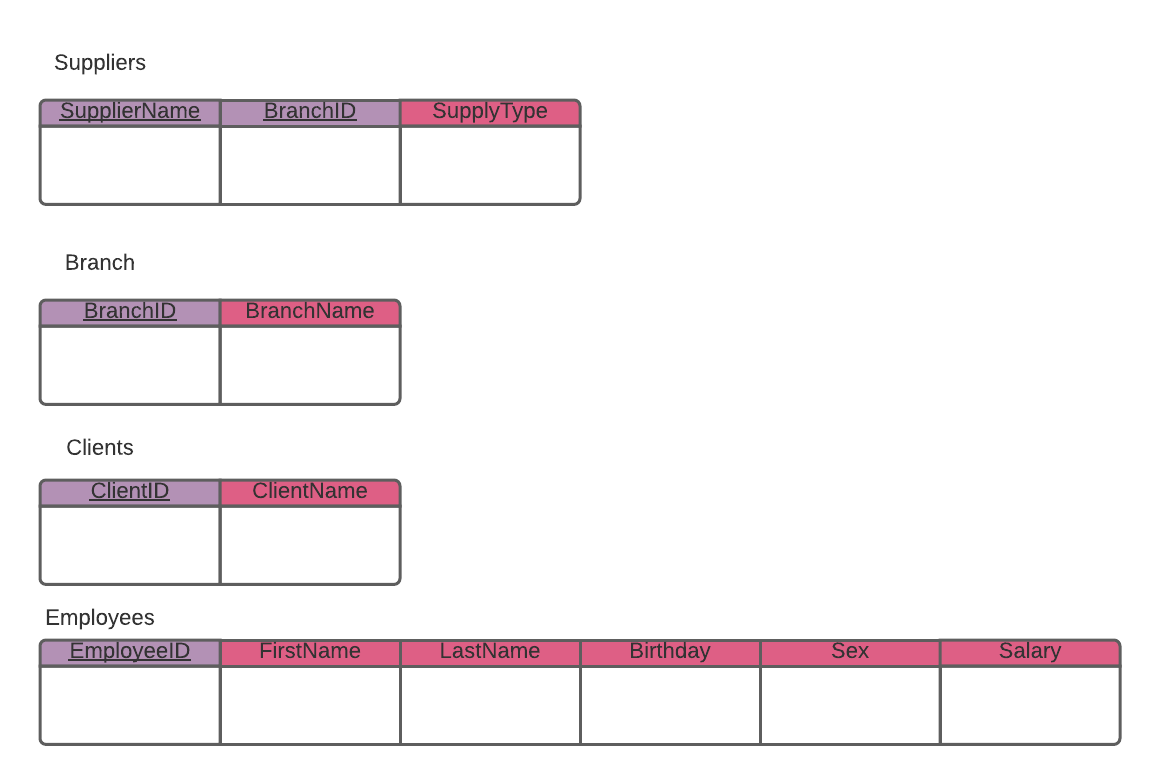 Suppliers
SupplierName BranchID SupplyType
Branch
BranchID BranchName
Clients
ClientID ClientName
Employees
EmployeeID FirstName LastName Birthday Sex Salary